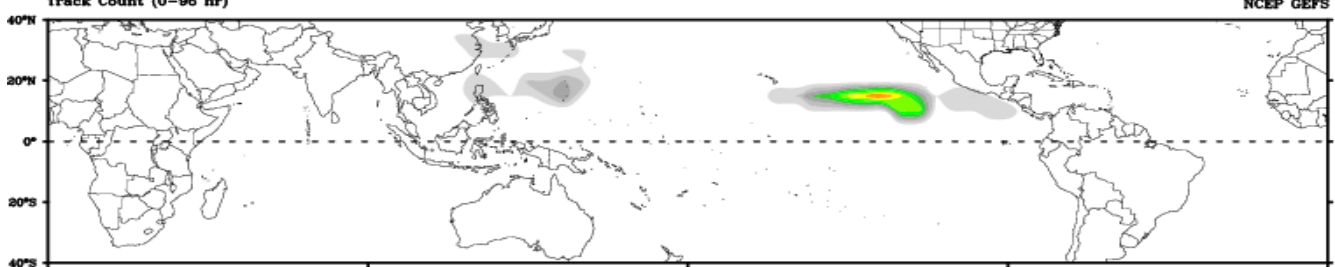 Track Count (0-96 hr)
NCEP GEFS
40°N
20°N
0°
20°S
40°S